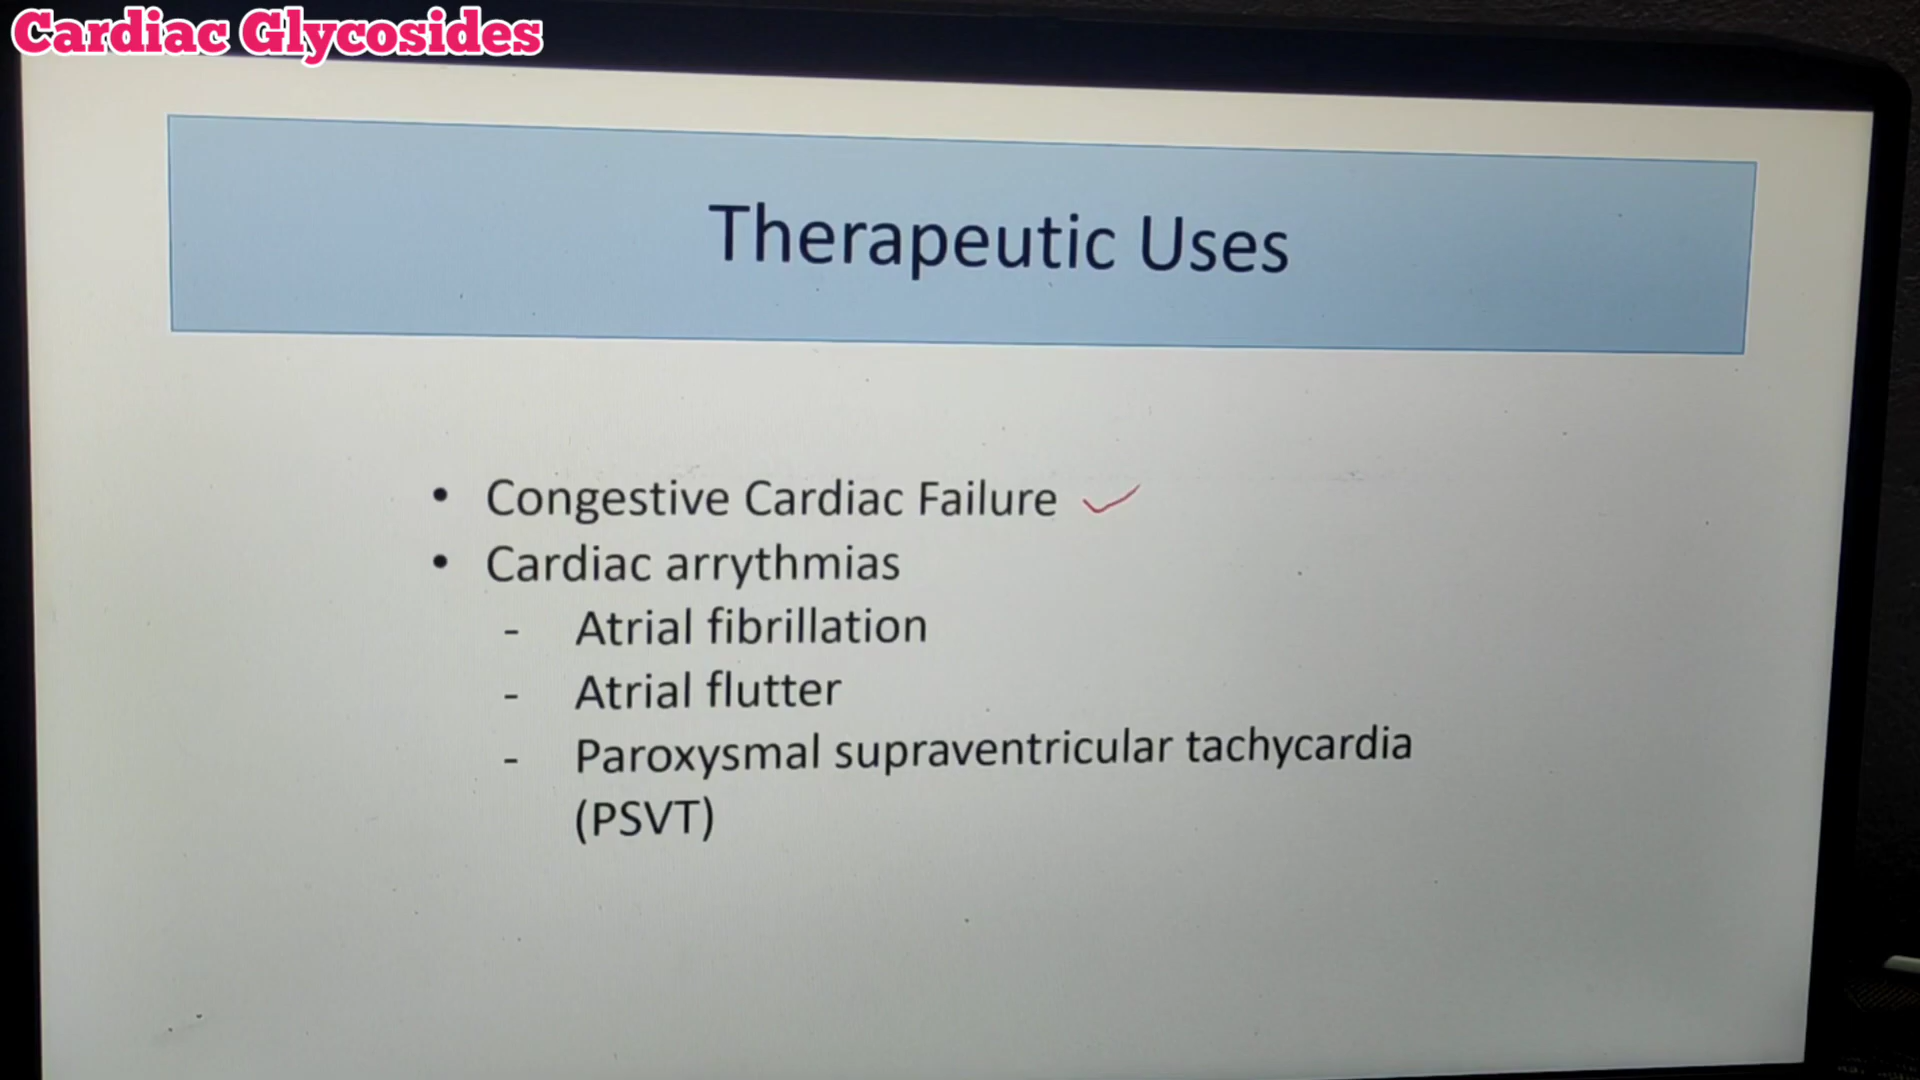 Cardiac Glycosides
Therapeutic Uses
• Congestive Cardiac Failure
• Cardiac arrythmias
- Atrial fibrillation
- Atrial flutter
- Paroxysmal supraventricular tachycardia
(PSVT)